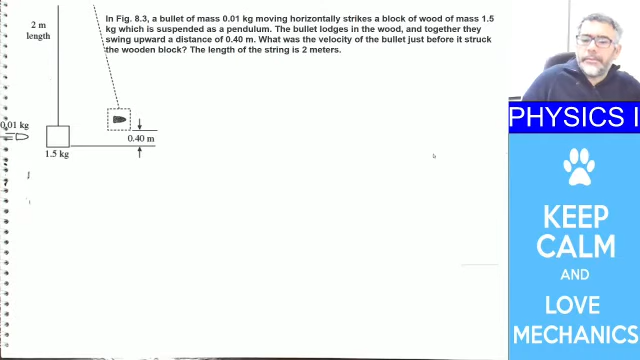 In Fig. 8.3, a bullet of mass 0.01 kg moving horizontally strikes a block of wood of mass 1.5
kg which is suspended as a pendulum. The bullet lodges in the wood, and together they
swing upward a distance of 0.40 m. What was the velocity of the bullet just before it struck
the wooden block? The length of the string is 2 meters.
2 m
length
0.01 kg
0.40 m
1.5 kg
PHYSICS I
KEEP
CALM
AND
LOVE
MECHANICS